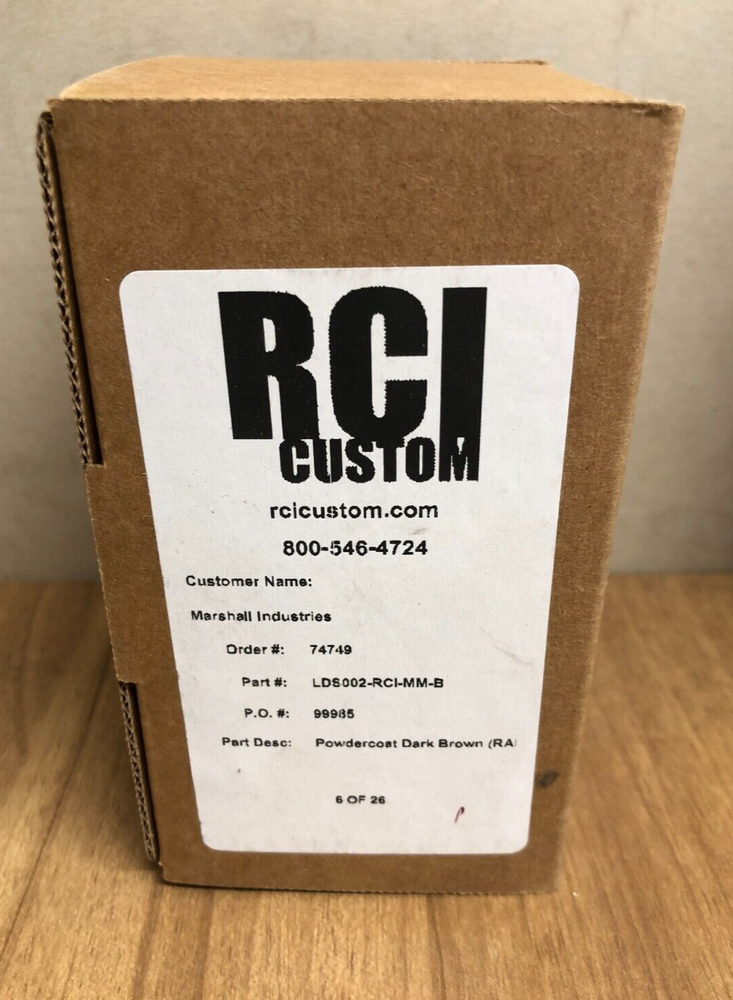 RCI
CUSTOM
rcicustom.com
800-546-4724
Customer Name:
Marshall Industries
Order #: 74749
Part #: LDS002-RCI-MM-B
P.O. #: 99985
Part Desc: Powdercoat Dark Brown (RA
6 OF 26